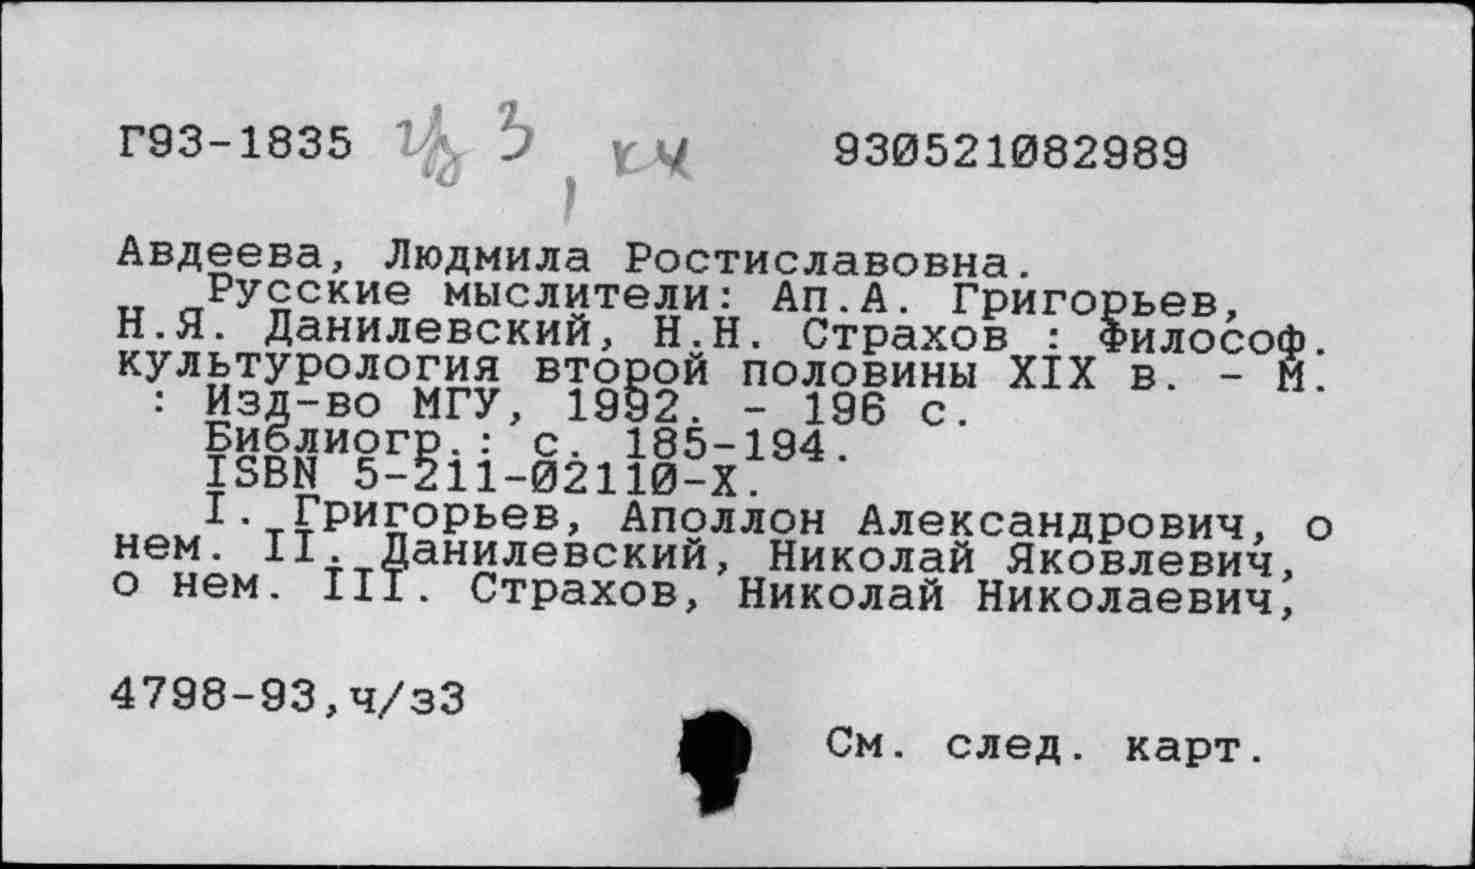 Г93-1835 930521082989
Авдеева, Людмила Ростиславовна.
Русские мыслители: Ап.А. Григорьев,
Н.Я. Данилевский, Н.Н. Страхов : Философ.
культурология второй половины XIX в. - М.
: Изд-во МГУ, 1992. - 196 с.
Библиогр.: с. 185-194.
ISBN 5-211-02110-X.
I. Григорьев, Аполлон Александрович, о
нем. II. Данилевский, Николай Яковлевич,
о нем. III. Страхов, Николай Николаевич,
4798-93,ч/з3
См. след. карт.